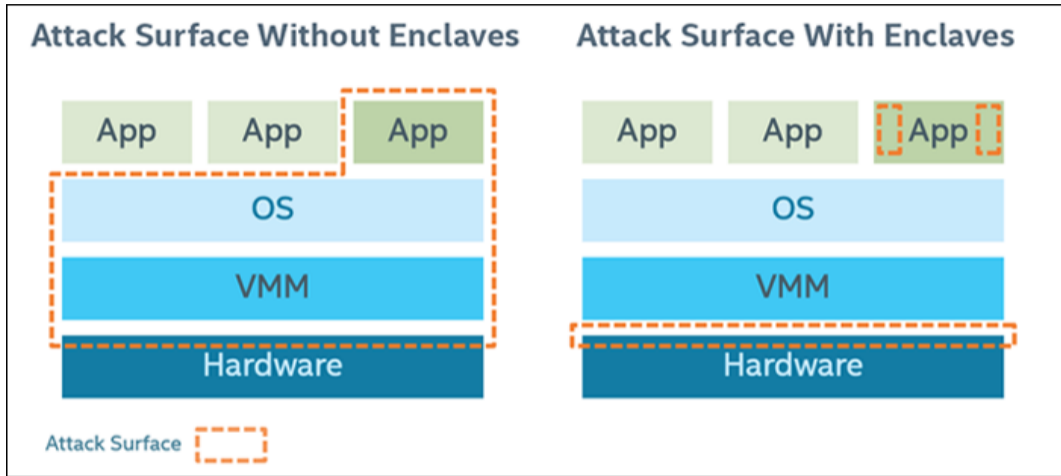 Attack Surface Without Enclaves
App App App
OS
VMM
Hardware
Attack Surface With Enclaves
App App App
OS
VMM
Hardware
Attack Surface